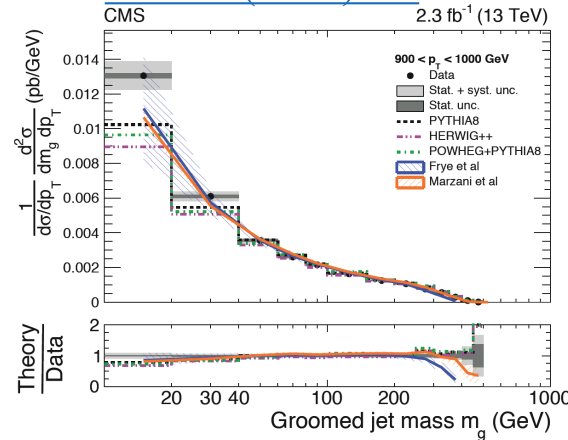 CMS 2.3 fb⁻¹ (13 TeV)
1/dσ/dp_T d²σ/dm_g dp_T (pb/GeV)
0.014
0.012
0.01
0.008
0.006
0.004
0.002
0
900 < p_T < 1000 GeV
Data
Stat. + syst. unc.
Stat. unc.
PYTHIA8
HERWIG++
POWHEG+PYTHIA8
Frye et al
Marzani et al
Theory
Data
2
1
0
20 30 40 100 200 1000
Groomed jet mass m_g (GeV)